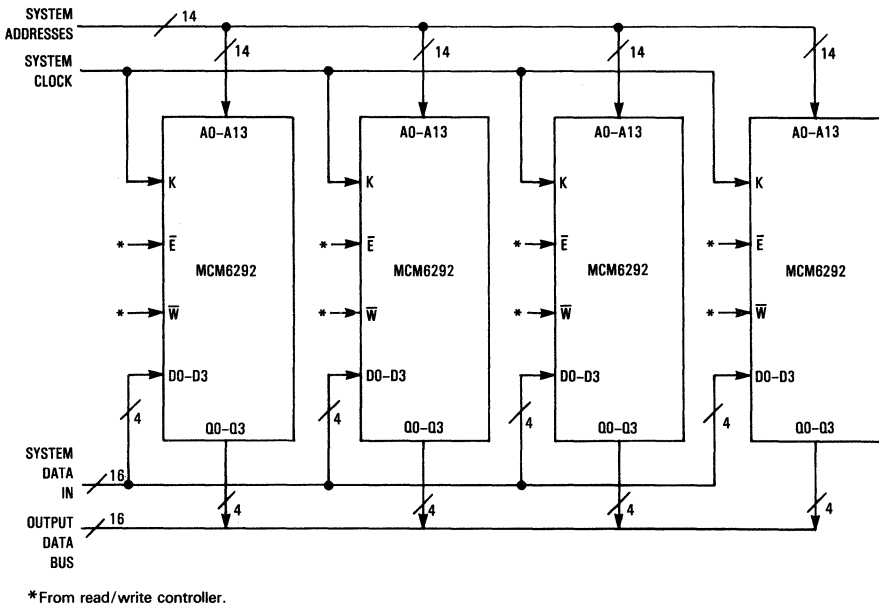 SYSTEM
ADDRESSES
14
14
14
14
14
SYSTEM
CLOCK
A0-A13
A0-A13
A0-A13
A0-A13
K
K
K
K
* E̅
* E̅
* E̅
* E̅
MCM6292
MCM6292
MCM6292
MCM6292
* W̅
* W̅
* W̅
* W̅
D0-D3
D0-D3
D0-D3
D0-D3
4
4
4
4
Q0-Q3
Q0-Q3
Q0-Q3
Q0-Q3
SYSTEM
DATA
IN
16
4
4
4
4
OUTPUT
DATA
BUS
16
*From read/write controller.